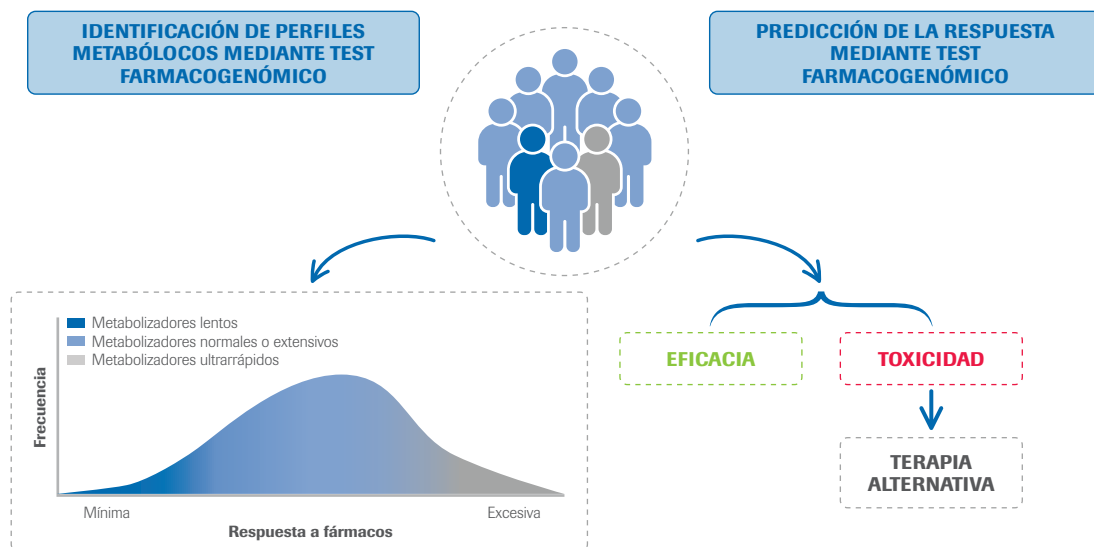 IDENTIFICACIÓN DE PERFILES
METABÓLOCOS MEDIANTE TEST
FARMACOGENÓMICO
PREDICCIÓN DE LA RESPUESTA
MEDIANTE TEST
FARMACOGENÓMICO
Metabolizadores lentos
Metabolizadores normales o extensivos
Metabolizadores ultrarrápidos
Frecuencia
Mínima
Excesiva
Respuesta a fármacos
EFICACIA
TOXICIDAD
TERAPIA
ALTERNATIVA